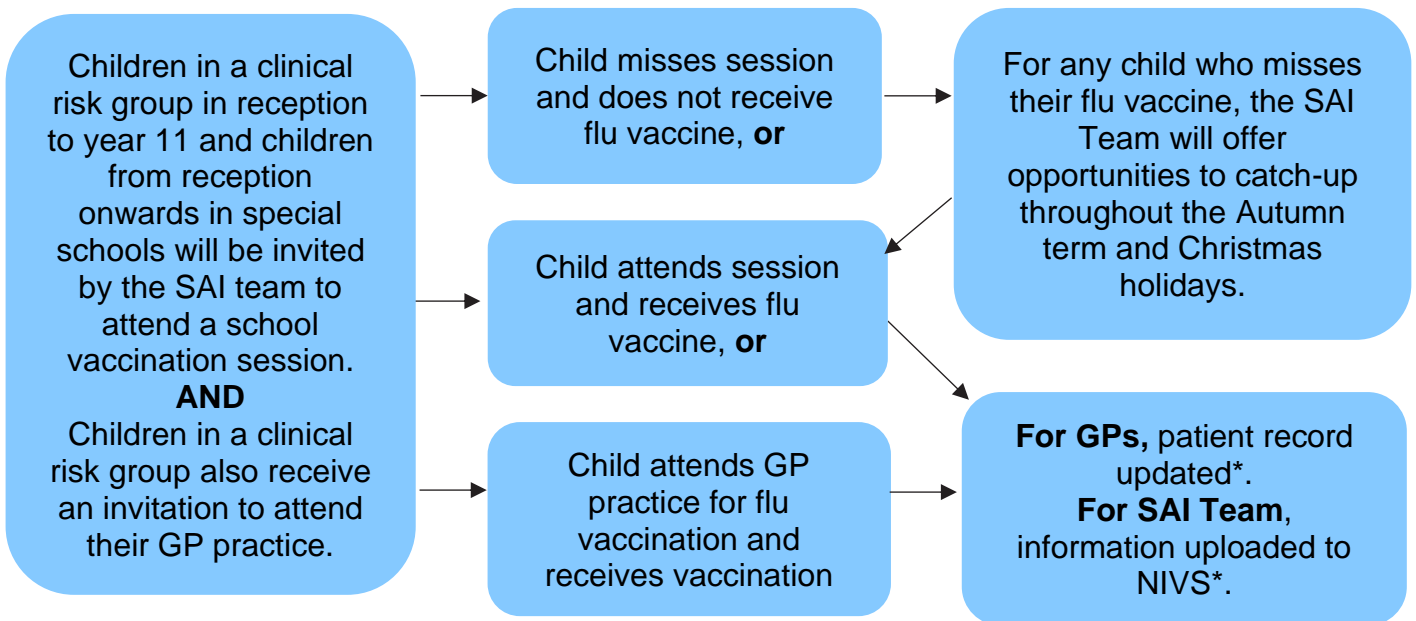 Children in a clinical
risk group in reception
to year 11 and children
from reception
onwards in special
schools will be invited
by the SAI team to
attend a school
vaccination session.
AND
Children in a clinical
risk group also receive
an invitation to attend
their GP practice.
Child misses session
and does not receive
flu vaccine, or
For any child who misses
their flu vaccine, the SAI
Team will offer
opportunities to catch-up
throughout the Autumn
term and Christmas
holidays.
Child attends session
and receives flu
vaccine, or
Child attends GP
practice for flu
vaccination and
receives vaccination
For GPs, patient record
updated*.
For SAI Team,
information uploaded to
NIVS*.